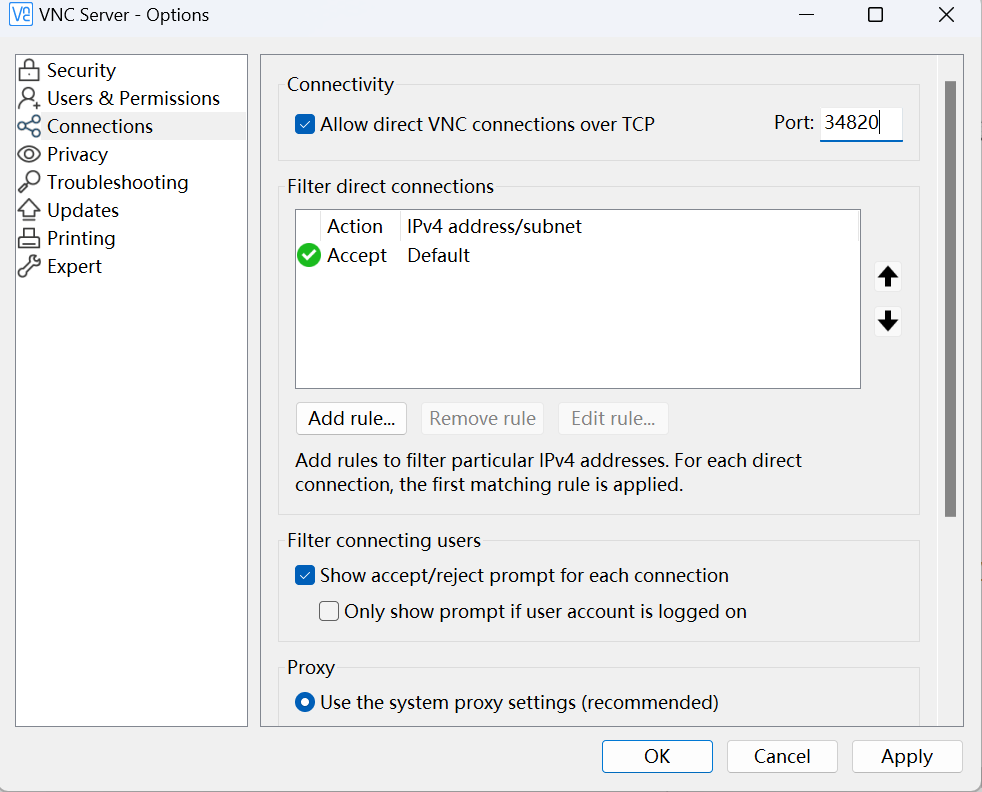 VNC Server - Options
Security
Users & Permissions
Connections
Privacy
Troubleshooting
Updates
Printing
Expert
Connectivity
Allow direct VNC connections over TCP
Port: 34820
Filter direct connections
Action IPv4 address/subnet
Accept Default
Add rule... Remove rule Edit rule...
Add rules to filter particular IPv4 addresses. For each direct
connection, the first matching rule is applied.
Filter connecting users
Show accept/reject prompt for each connection
Only show prompt if user account is logged on
Proxy
Use the system proxy settings (recommended)
OK Cancel Apply